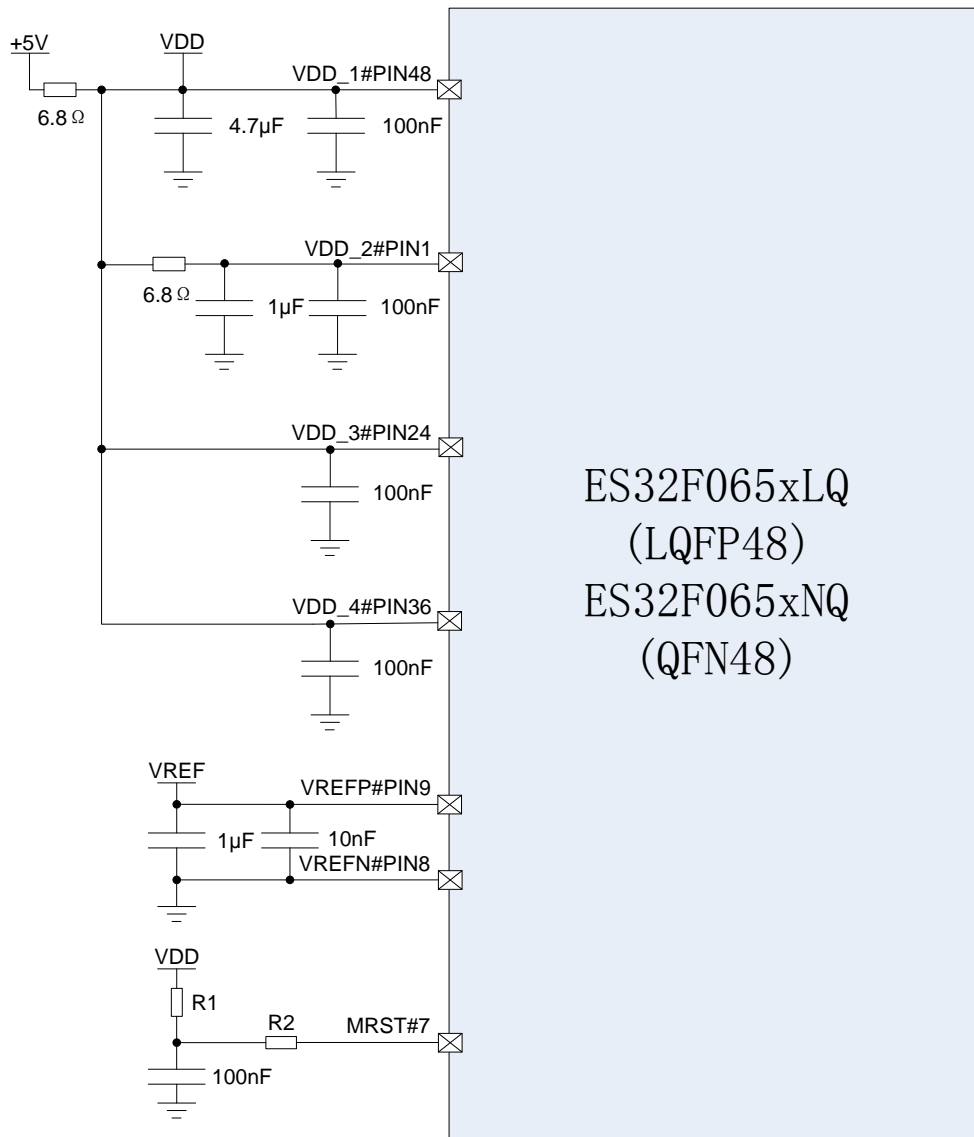 +5V
VDD
VDD_1#PIN48
6.8Ω
4.7µF
100nF
VDD_2#PIN1
6.8Ω
1µF
100nF
VDD_3#PIN24
100nF
ES32F065xLQ
(LQFP48)
ES32F065xNQ
(QFN48)
VDD_4#PIN36
100nF
VREF
VREFP#PIN9
1µF
10nF
VREFN#PIN8
VDD
R1
R2
MRST#7
100nF